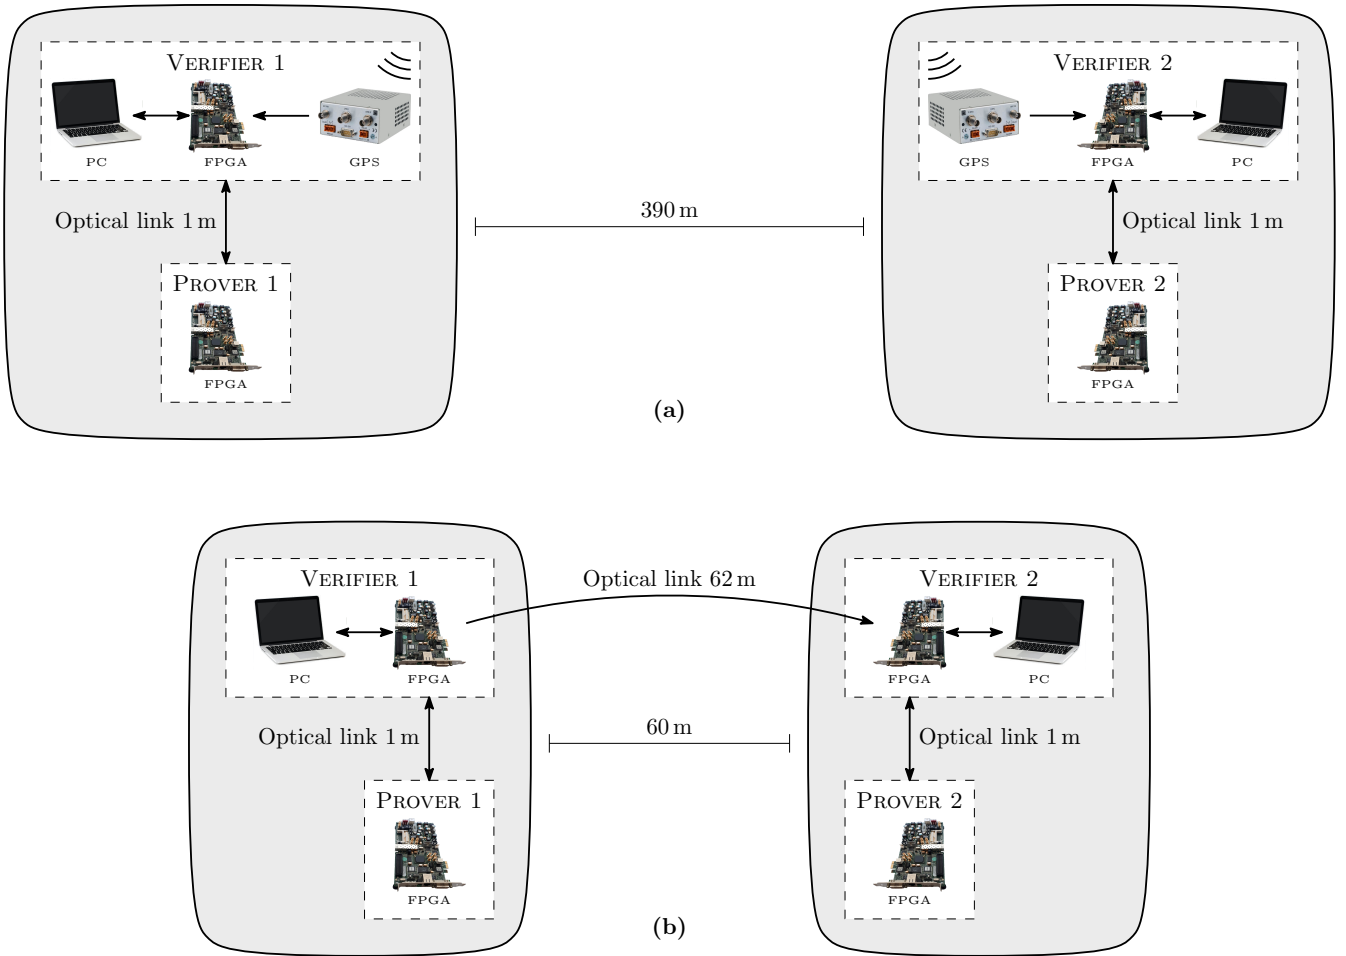 VERIFIER 1
PC
FPGA
GPS
Optical link 1 m
PROVER 1
FPGA
390 m
VERIFIER 2
GPS
FPGA
PC
Optical link 1 m
PROVER 2
FPGA
(a)
VERIFIER 1
PC
FPGA
Optical link 1 m
PROVER 1
FPGA
Optical link 62 m
60 m
VERIFIER 2
FPGA
PC
Optical link 1 m
PROVER 2
FPGA
(b)